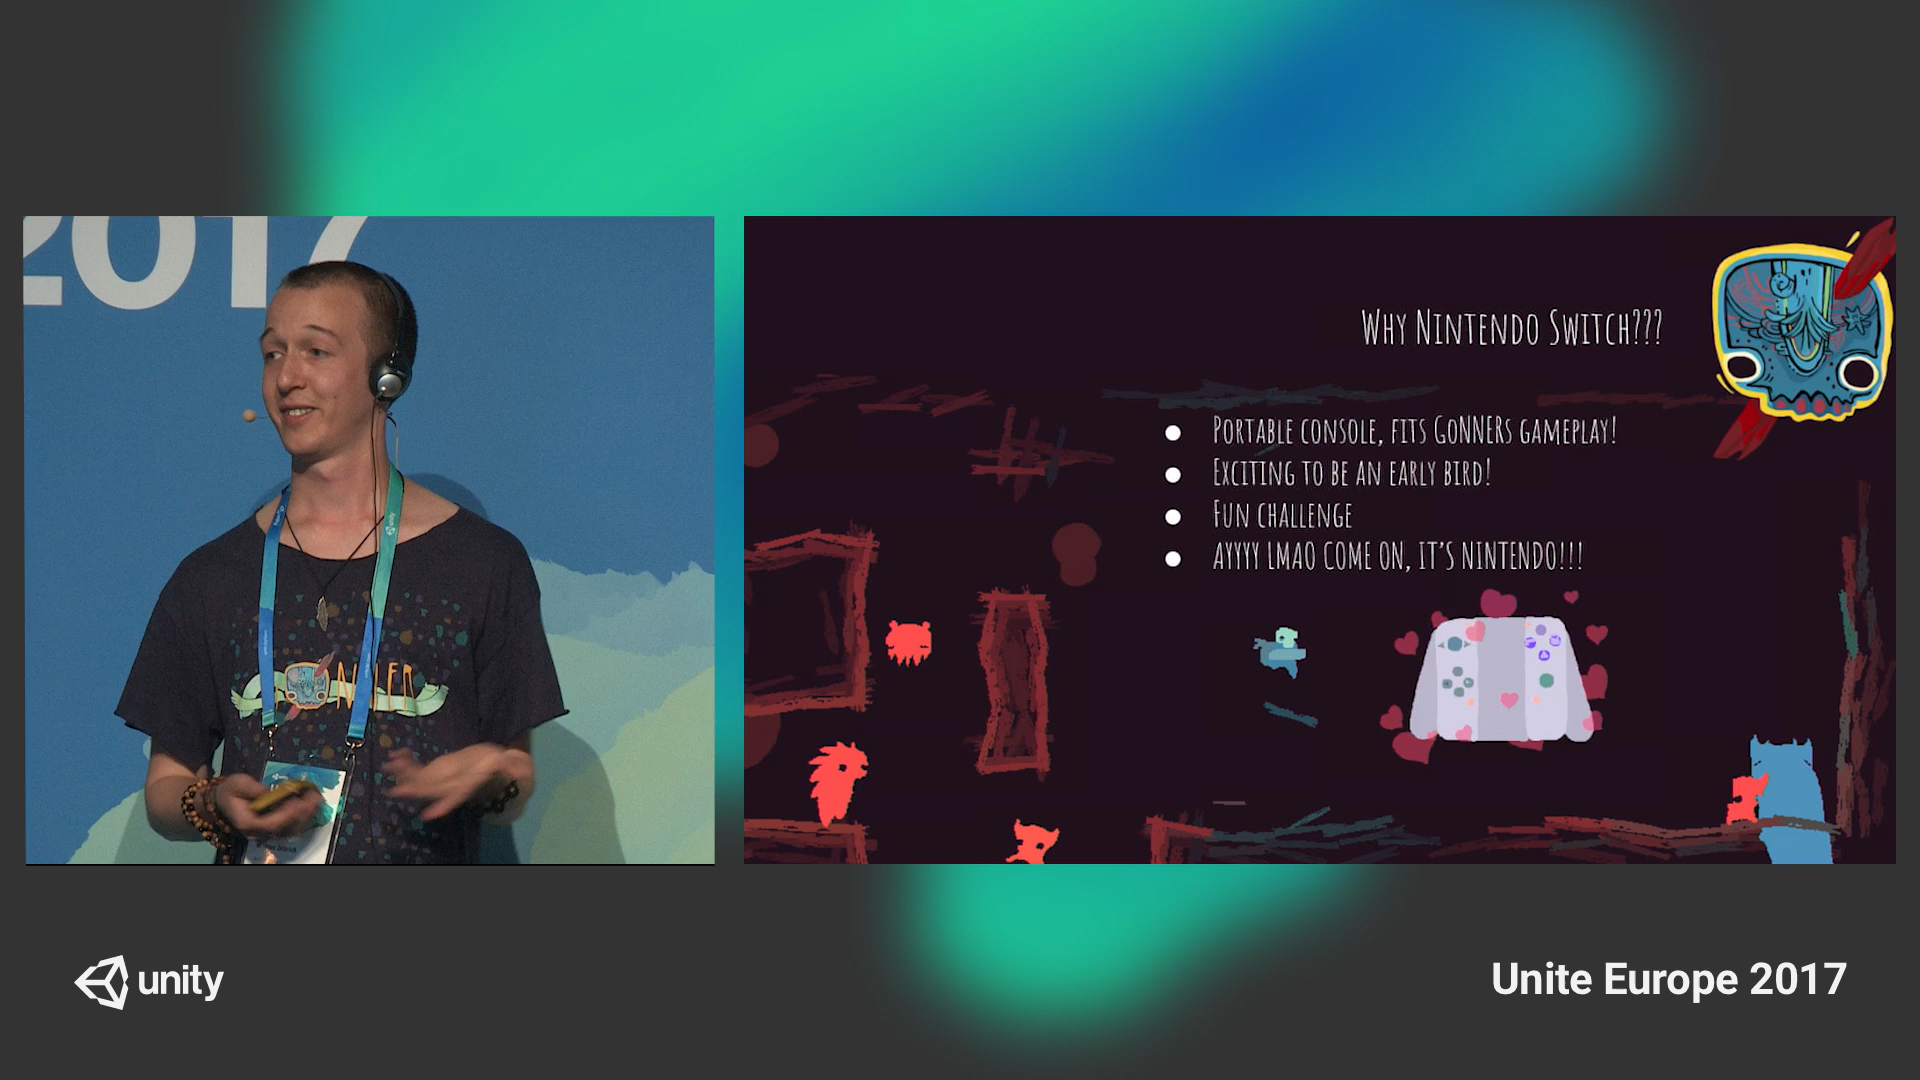 2017
WHY NINTENDO SWITCH???
PORTABLE CONSOLE, FITS GONNERS GAMEPLAY!
EXCITING TO BE AN EARLY BIRD!
FUN CHALLENGE
AYYYY LMAO COME ON, IT'S NINTENDO!!!
unity
Unite Europe 2017